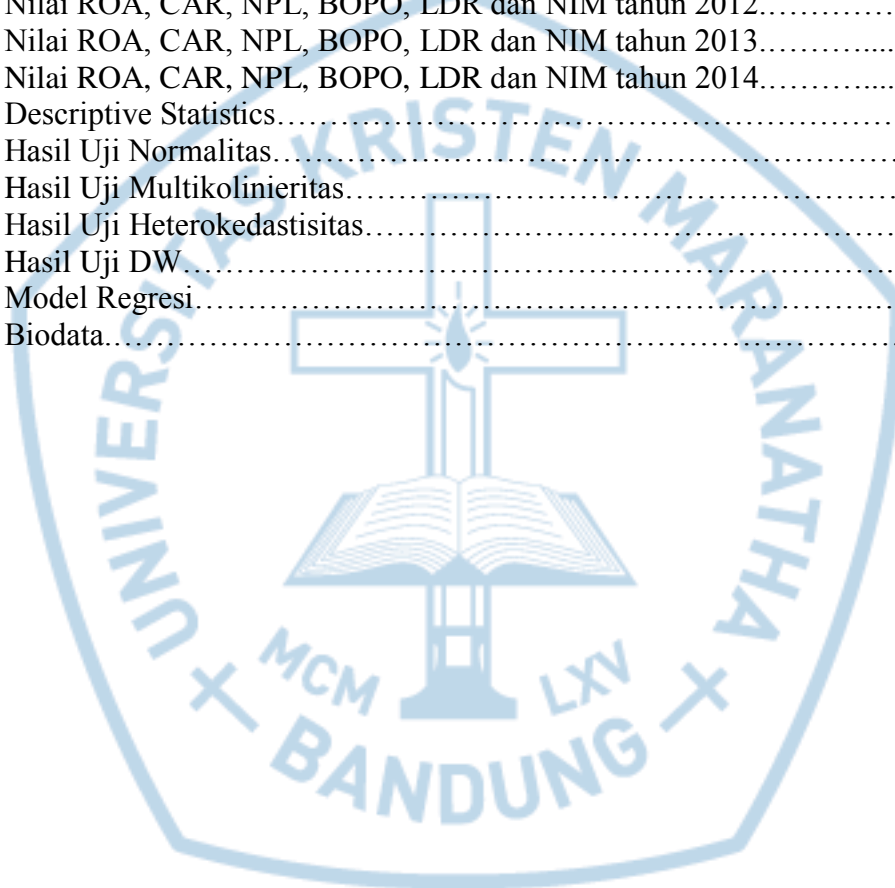 Nilai ROA, CAR, NPL, BOPO, LDR dan NIM tahun 2012..............
Nilai ROA, CAR, NPL, BOPO, LDR dan NIM tahun 2013..............
Nilai ROA, CAR, NPL, BOPO, LDR dan NIM tahun 2014..............
Descriptive Statistics..............................................................
Hasil Uji Normalitas..............................................................
Hasil Uji Multikolinieritas.......................................................
Hasil Uji Heterokedastisitas....................................................
Hasil Uji DW........................................................................
Model Regresi......................................................................
Biodata...............................................................................
UNIVERSITAS KRISTEN MARANATHA
MCM LXV
BANDUNG